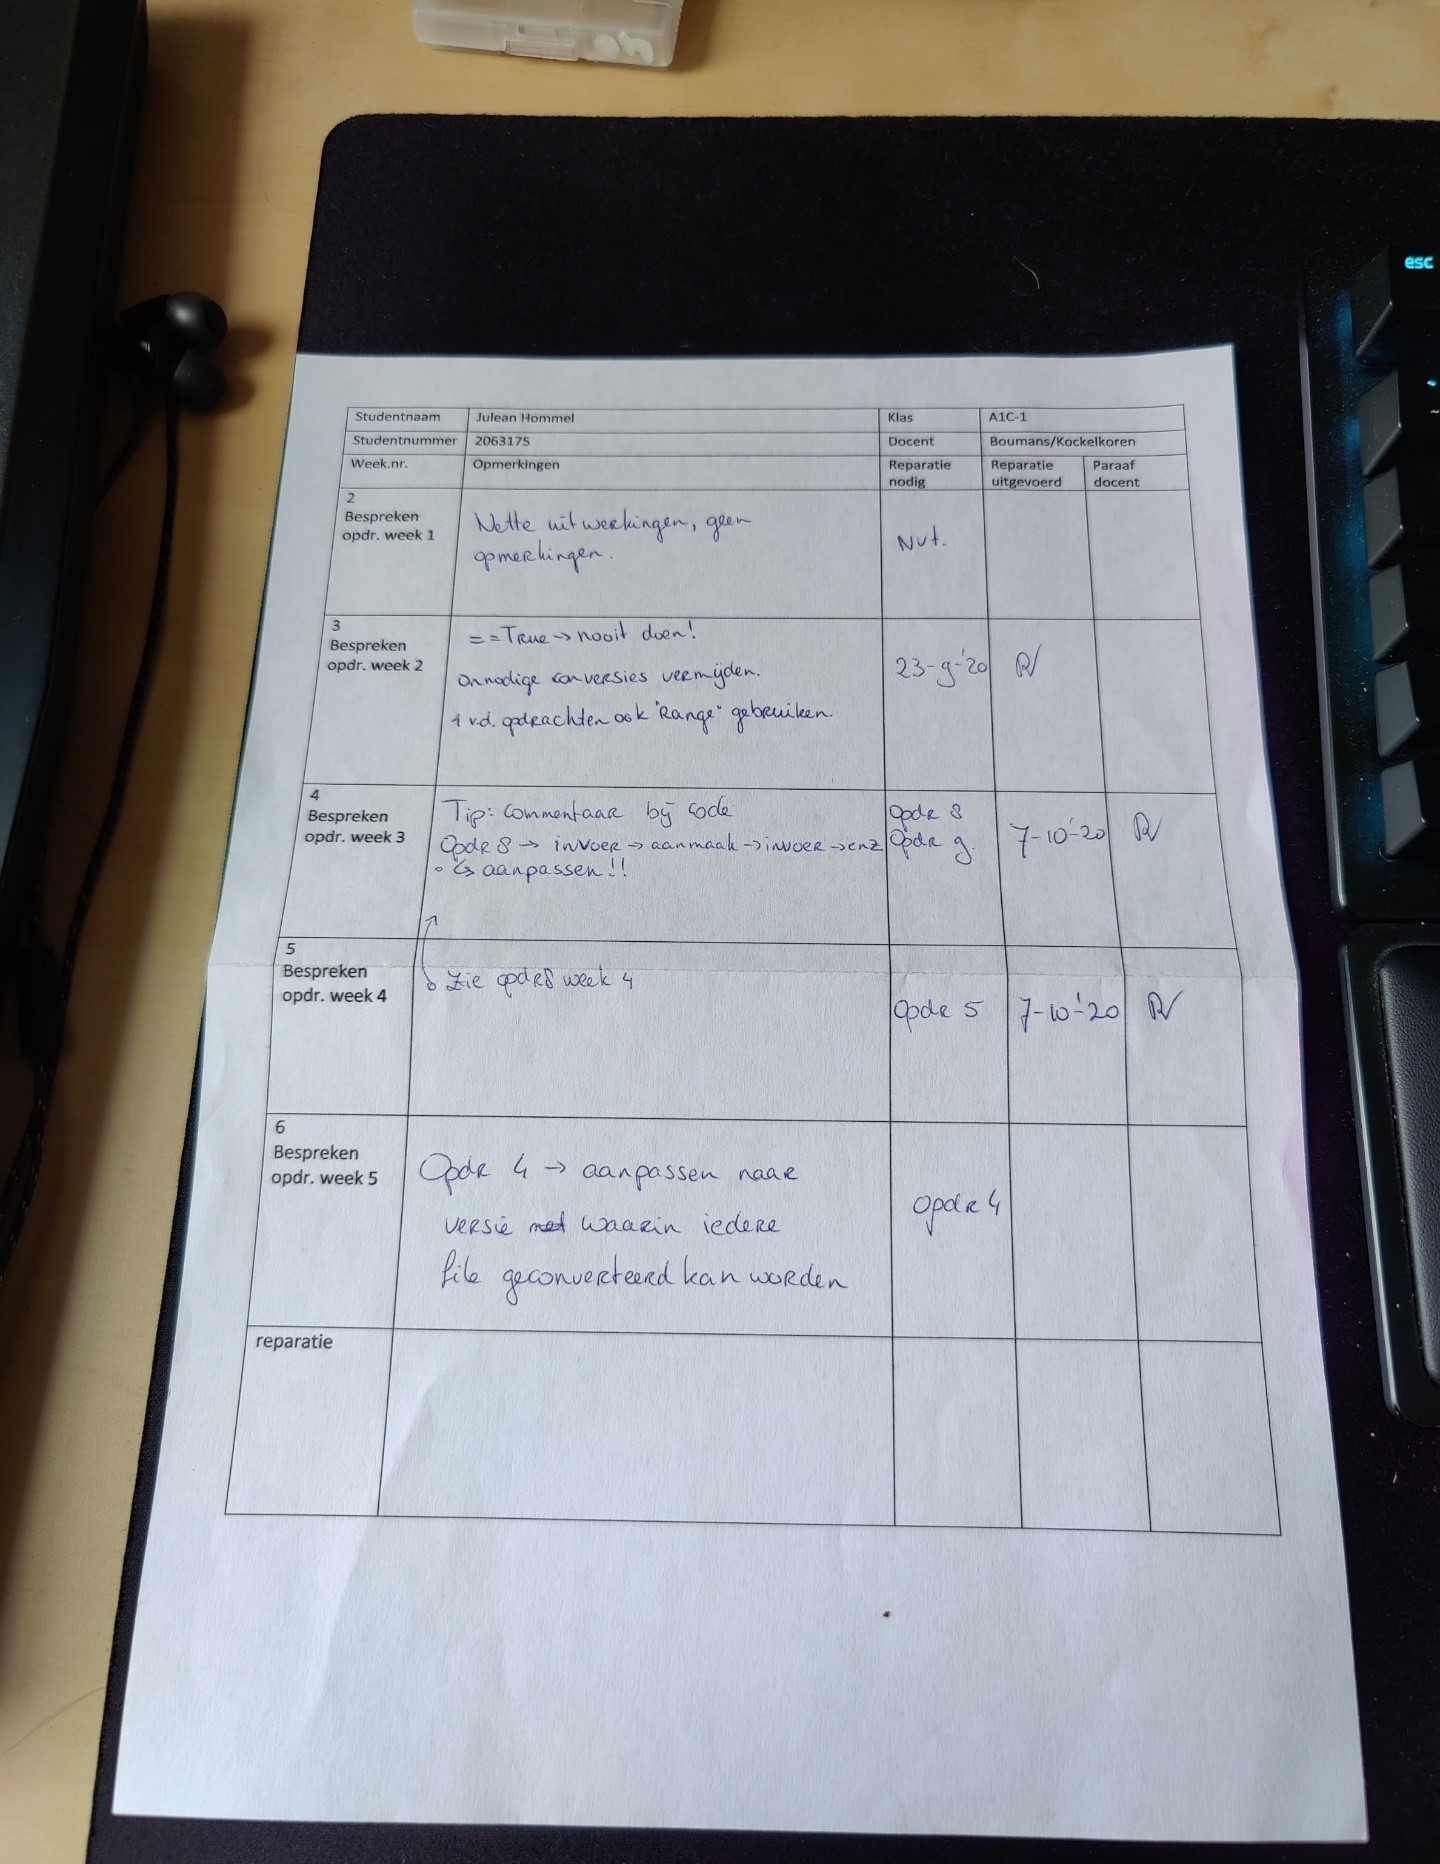 esc
Studentnaam Julean Hommel Klas A1C-1
Studentnummer 2063175 Docent Boumans/Kockelkoren
Week.nr. Opmerkingen Reparatie nodig Reparatie uitgevoerd Paraaf docent
2
Bespreken
opdr. week 1
Nette uitwerkingen, geen
opmerkingen.
Nvt.
3
Bespreken
opdr. week 2
==True → nooit doen!
onnodige conversies vermijden.
1 v.d. opdrachten ook "Range" gebruiken.
23-9-'20
4
Bespreken
opdr. week 3
Tip: commentaar bij code
Opdr 8 → invoer → aanmaak → invoer → enz
↳ aanpassen!!
Opdr 8
Opdr 9.
7-10-'20
5
Bespreken
opdr. week 4
Zie opdr8 week 4
Opdr 5
7-10-'20
6
Bespreken
opdr. week 5
Opdr 4 → aanpassen naar
versie met waarin iedere
file geconverteerd kan worden
Opdr 4
reparatie